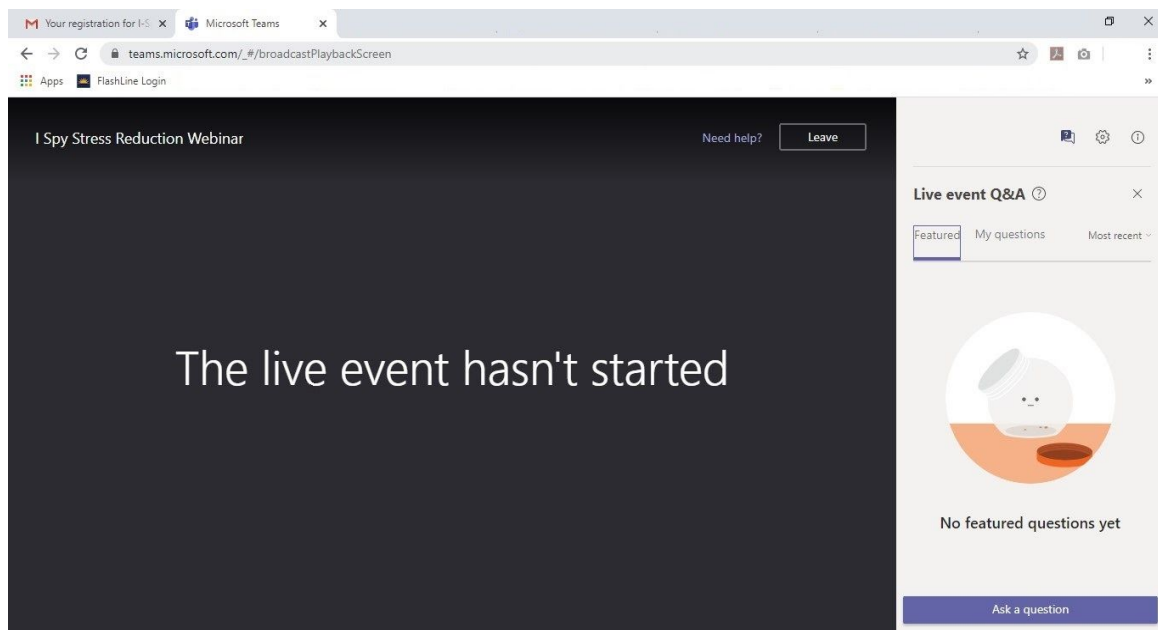 Your registration for I-S
Microsoft Teams
teams.microsoft.com/_#/broadcastPlaybackScreen
Apps
FlashLine Login
I Spy Stress Reduction Webinar
Need help?
Leave
Live event Q&A
Featured
My questions
Most recent
The live event hasn't started
No featured questions yet
Ask a question